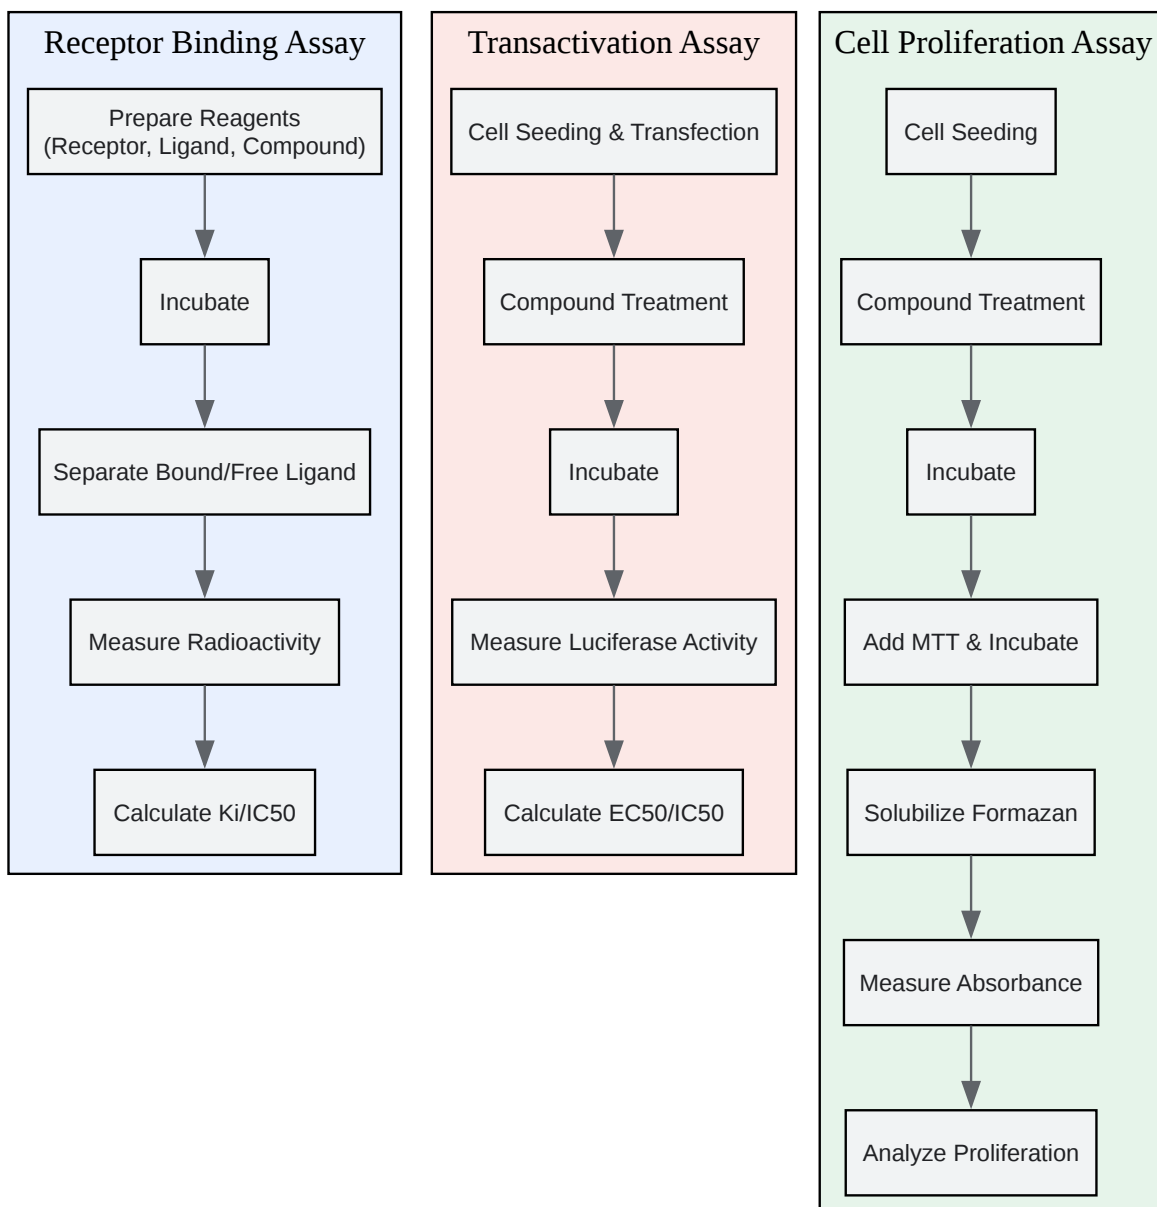 Receptor Binding Assay
Prepare Reagents
(Receptor, Ligand, Compound)
Incubate
Separate Bound/Free Ligand
Measure Radioactivity
Calculate Ki/IC50
Transactivation Assay
Cell Seeding & Transfection
Compound Treatment
Incubate
Measure Luciferase Activity
Calculate EC50/IC50
Cell Proliferation Assay
Cell Seeding
Compound Treatment
Incubate
Add MTT & Incubate
Solubilize Formazan
Measure Absorbance
Analyze Proliferation